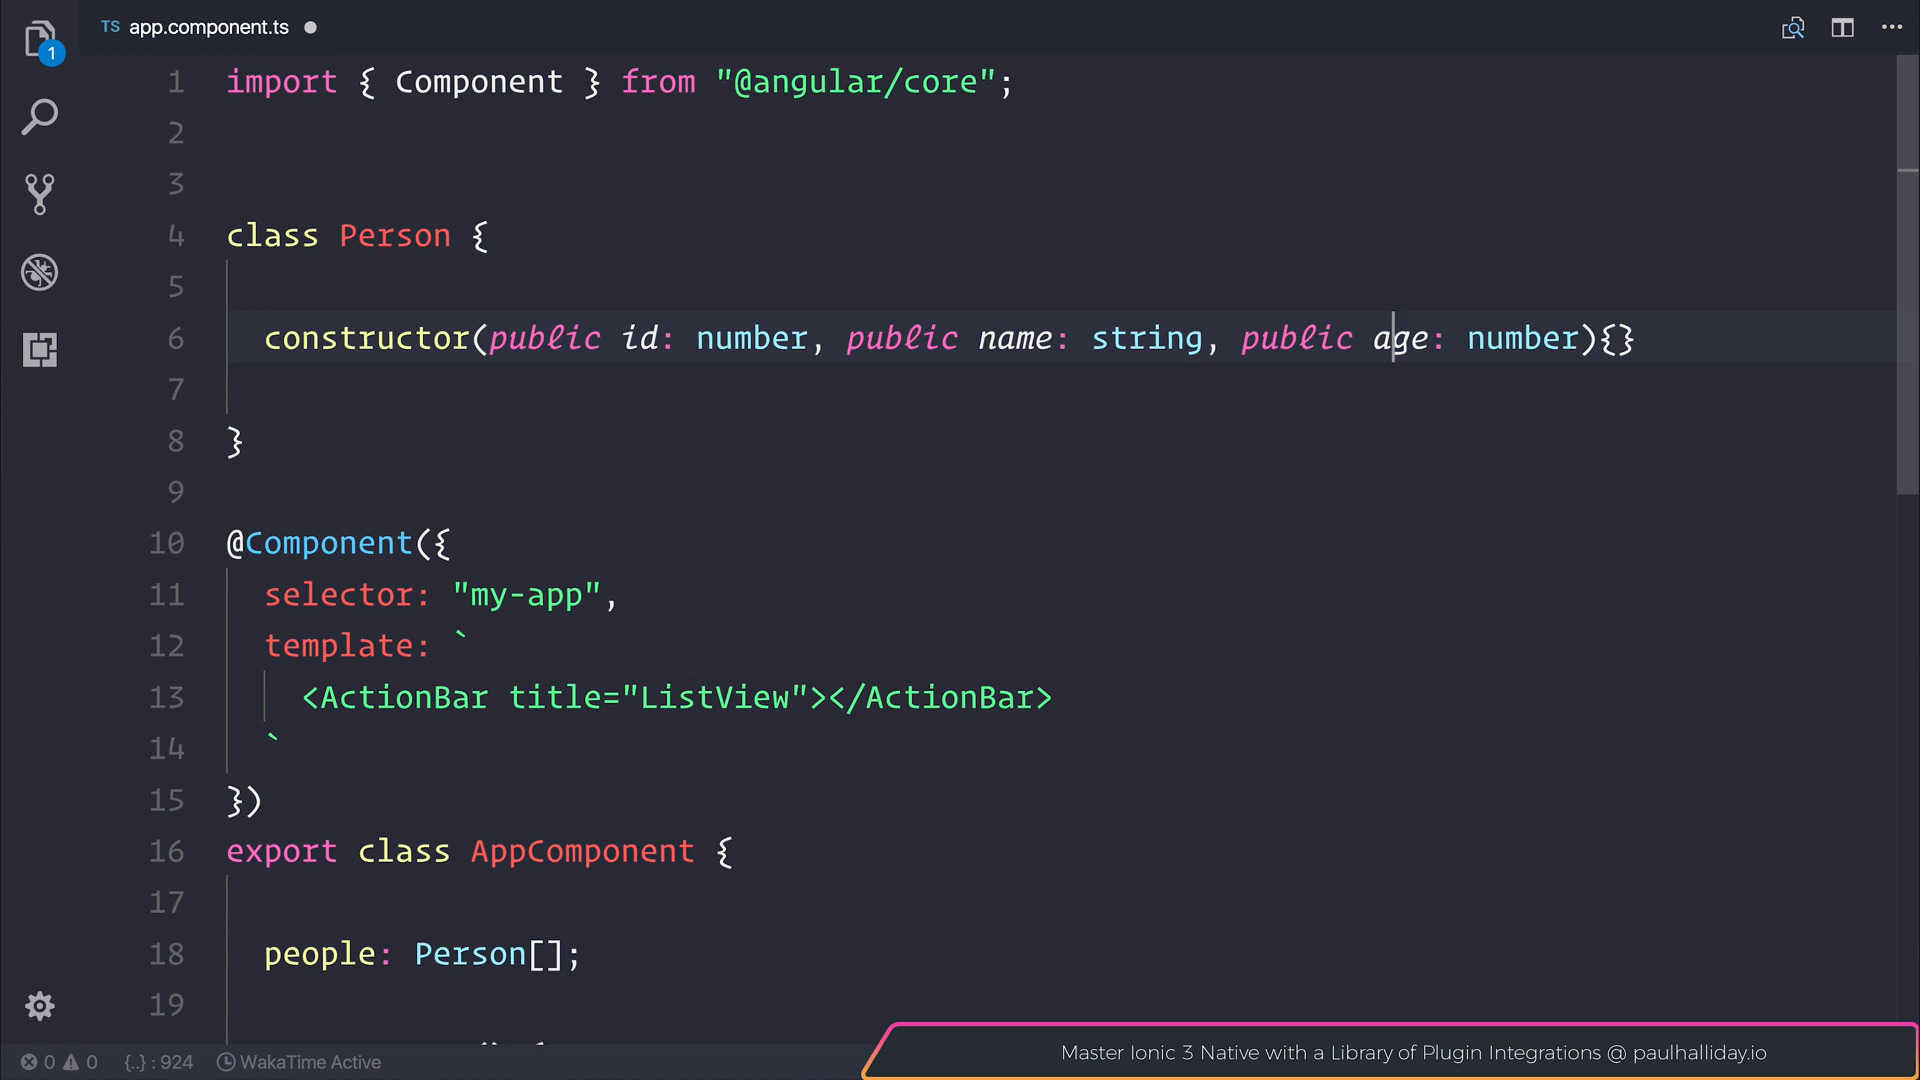 TS app.component.ts
1
1 import { Component } from "@angular/core";
2
3
4 class Person {
5
6 constructor(public id: number, public name: string, public age: number){}
7
8 }
9
10 @Component({
11 selector: "my-app",
12 template: `
13 <ActionBar title="ListView"></ActionBar>
14 `
15 })
16 export class AppComponent {
17
18 people: Person[];
19
0 0 {..} : 924 WakaTime Active
Master Ionic 3 Native with a Library of Plugin Integrations @ paulhalliday.io